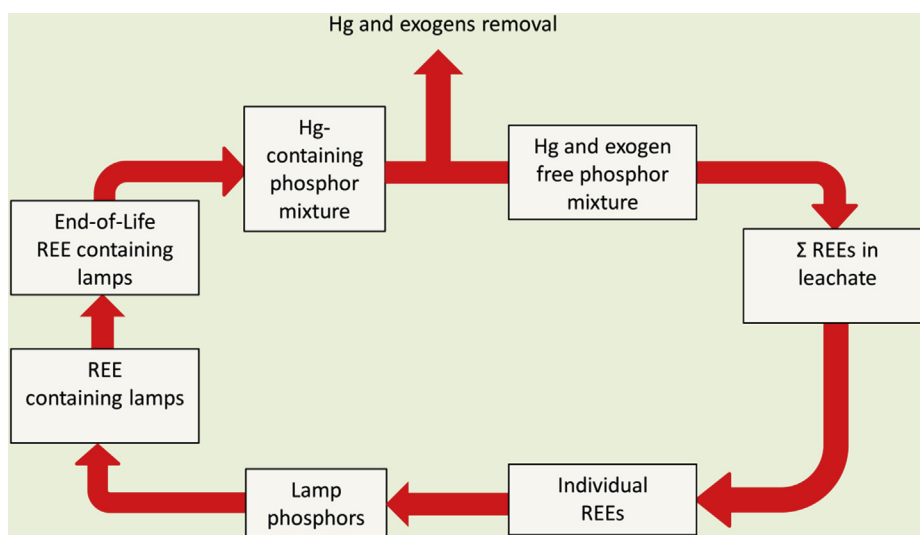 Hg and exogens removal
Hg-
containing
phosphor
mixture
Hg and exogen
free phosphor
mixture
End-of-Life
REE containing
lamps
Σ REEs in
leachate
REE
containing lamps
Lamp
phosphors
Individual
REEs